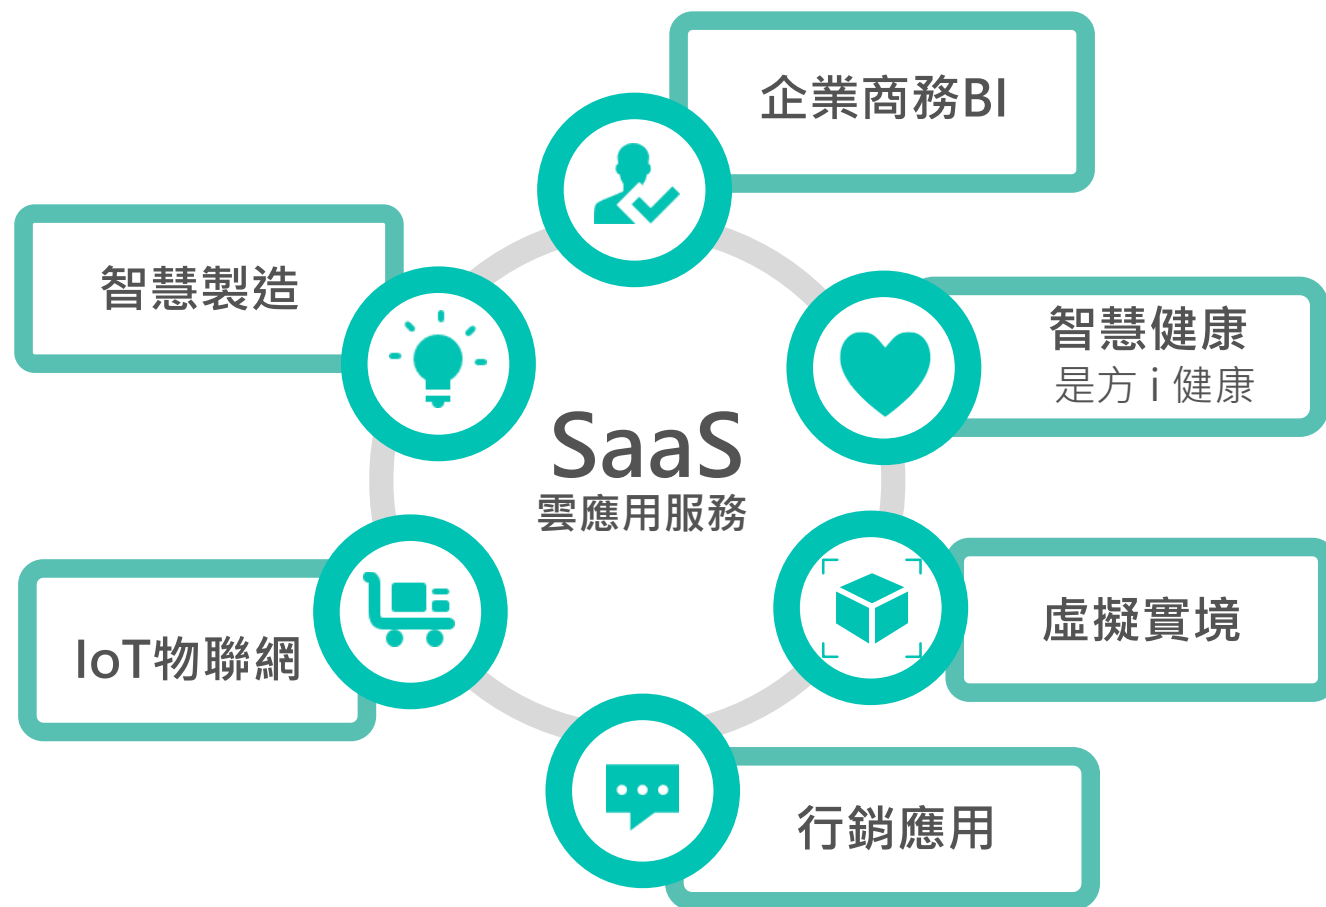 企業商務BI
智慧製造
智慧健康
是方 i 健康
SaaS
雲應用服務
虛擬實境
IoT物聯網
行銷應用